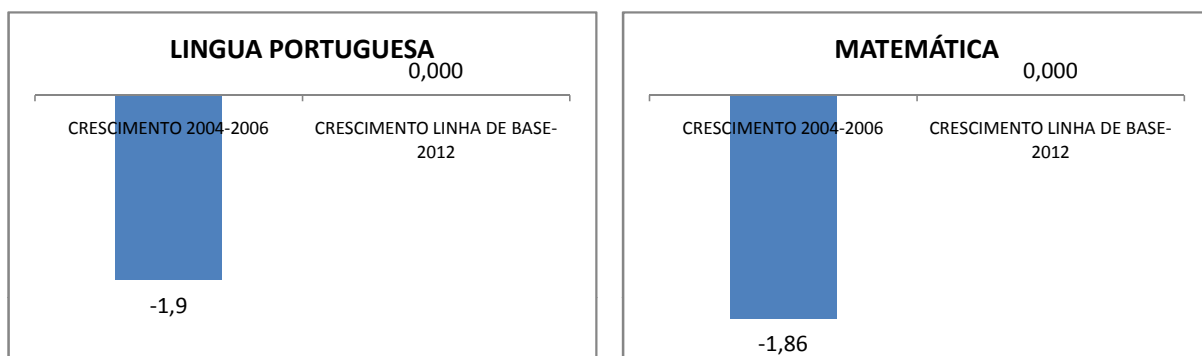 LINGUA PORTUGUESA
0,000
CRESCIMENTO 2004-2006
CRESCIMENTO LINHA DE BASE-
2012
-1,9
MATEMÁTICA
0,000
CRESCIMENTO 2004-2006
CRESCIMENTO LINHA DE BASE-
2012
-1,86